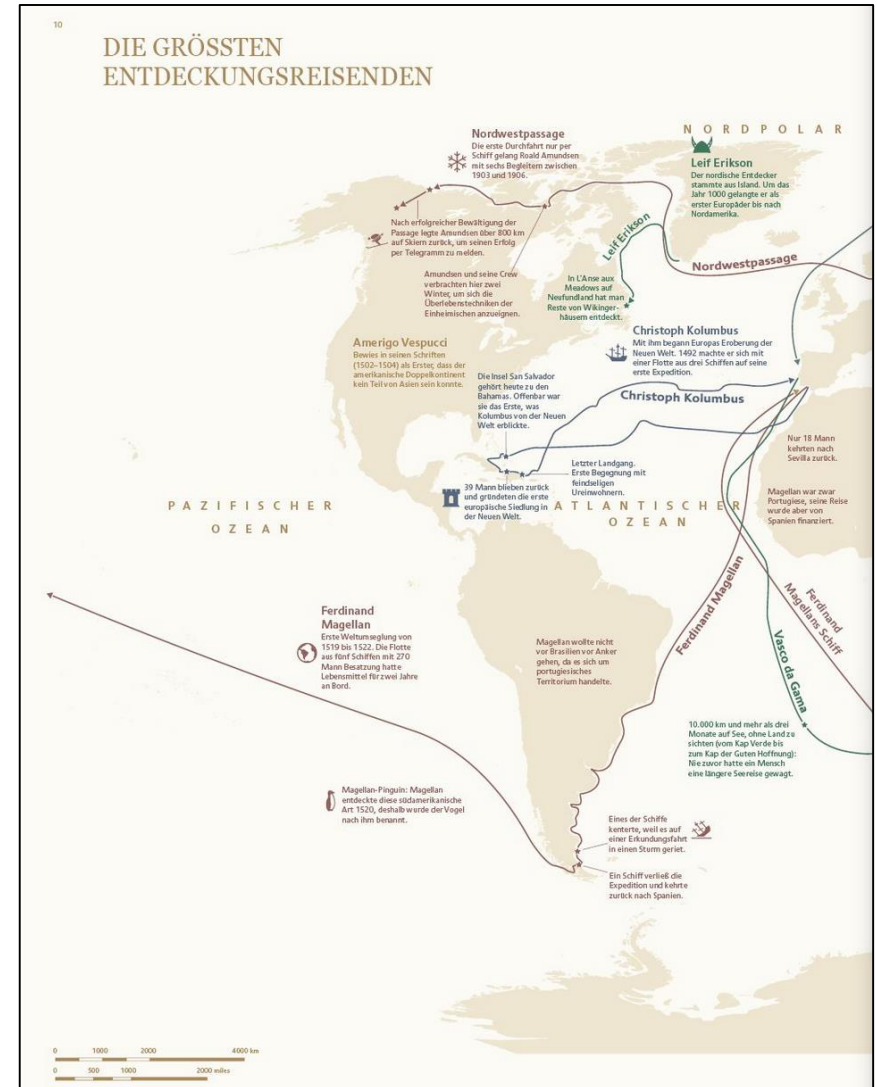 10
DIE GRÖSSTEN
ENTDECKUNGSREISENDEN
NORDPOLAR
Nordwestpassage
Die erste Durchfahrt nur per
Schiff gelang Roald Amundsen
mit sechs Begleitern zwischen
1903 und 1906.
Leif Erikson
Der nordische Entdecker
stammte aus Island. Um das
Jahr 1000 gelangte er als
erster Europäer bis nach
Nordamerika.
Nach erfolgreicher Bewältigung der
Passage legte Amundsen über 800 km
auf Skiern zurück, um seinen Erfolg
per Telegramm zu melden.
Leif Erikson
Nordwestpassage
Amundsen und seine Crew
verbrachten hier zwei
Winter, um sich die
Überlebenstechniken der
Einheimischen anzueignen.
In L'Anse aux
Meadows auf
Neufundland hat man
Reste von Wikinger-
häusern entdeckt.
Christoph Kolumbus
Mit ihm begann Europas Eroberung der
Neuen Welt. 1492 machte er sich mit
einer Flotte aus drei Schiffen auf seine
erste Expedition.
Amerigo Vespucci
Bewies in seinen Schriften
(1502–1504) als Erster, dass der
amerikanische Doppelkontinent
kein Teil von Asien sein konnte.
Die Insel San Salvador
gehört heute zu den
Bahamas. Offenbar war
sie das Erste, was
Kolumbus von der Neuen
Welt erblickte.
Christoph Kolumbus
Nur 18 Mann
kehrten nach
Sevilla zurück.
Letzter Landgang.
Erste Begegnung mit
feindseligen
Ureinwohnern.
39 Mann blieben zurück
und gründeten die erste
europäische Siedlung in
der Neuen Welt.
Magellan war zwar
Portugiese, seine Reise
wurde aber von
Spanien finanziert.
PAZIFISCHER
OZEAN
ATLANTISCHER
OZEAN
Ferdinand Magellan
Ferdinand
Magellans Schiff
Vasco da Gama
Ferdinand
Magellan
Erste Weltumseglung von
1519 bis 1522. Die Flotte
aus fünf Schiffen mit 270
Mann Besatzung hatte
Lebensmittel für zwei Jahre
an Bord.
Magellan wollte nicht
vor Brasilien vor Anker
gehen, da es sich um
portugiesisches
Territorium handelte.
10.000 km und mehr als drei
Monate auf See, ohne Land zu
sichten (vom Kap Verde bis
zum Kap der Guten Hoffnung):
Nie zuvor hatte ein Mensch
eine längere Seereise gewagt.
Magellan-Pinguin: Magellan
entdeckte diese südamerikanische
Art 1520, deshalb wurde der Vogel
nach ihm benannt.
Eines der Schiffe
kenterte, weil es auf
einer Erkundungsfahrt
in einen Sturm geriet.
Ein Schiff verließ die
Expedition und kehrte
zurück nach Spanien.
0 1000 2000 4000 km
0 500 1000 2000 miles